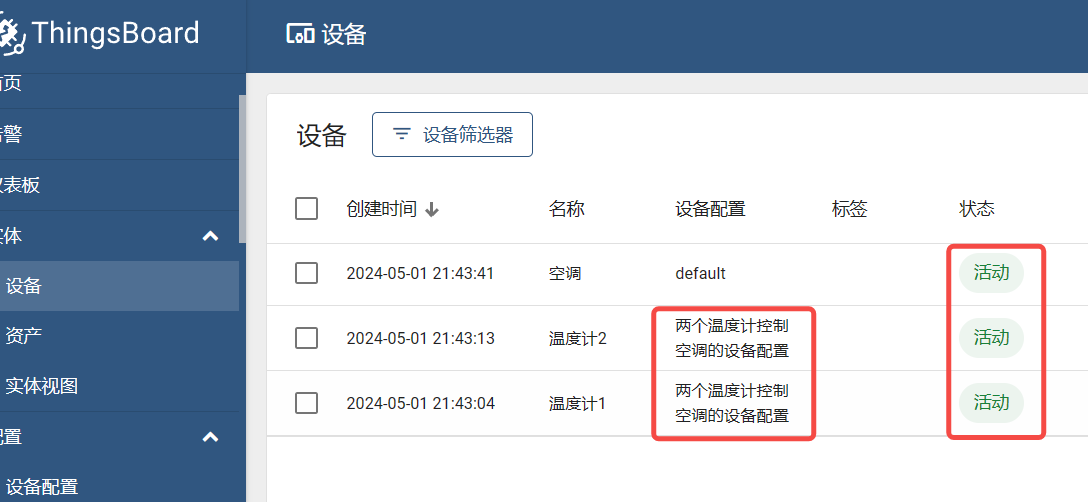 ThingsBoard
设备
首页
告警
仪表板
实体
设备
资产
实体视图
配置
设备配置
设备
设备筛选器
创建时间 名称 设备配置 标签 状态
2024-05-01 21:43:41 空调 default 活动
2024-05-01 21:43:13 温度计2 两个温度计控制
空调的设备配置 活动
2024-05-01 21:43:04 温度计1 两个温度计控制
空调的设备配置 活动